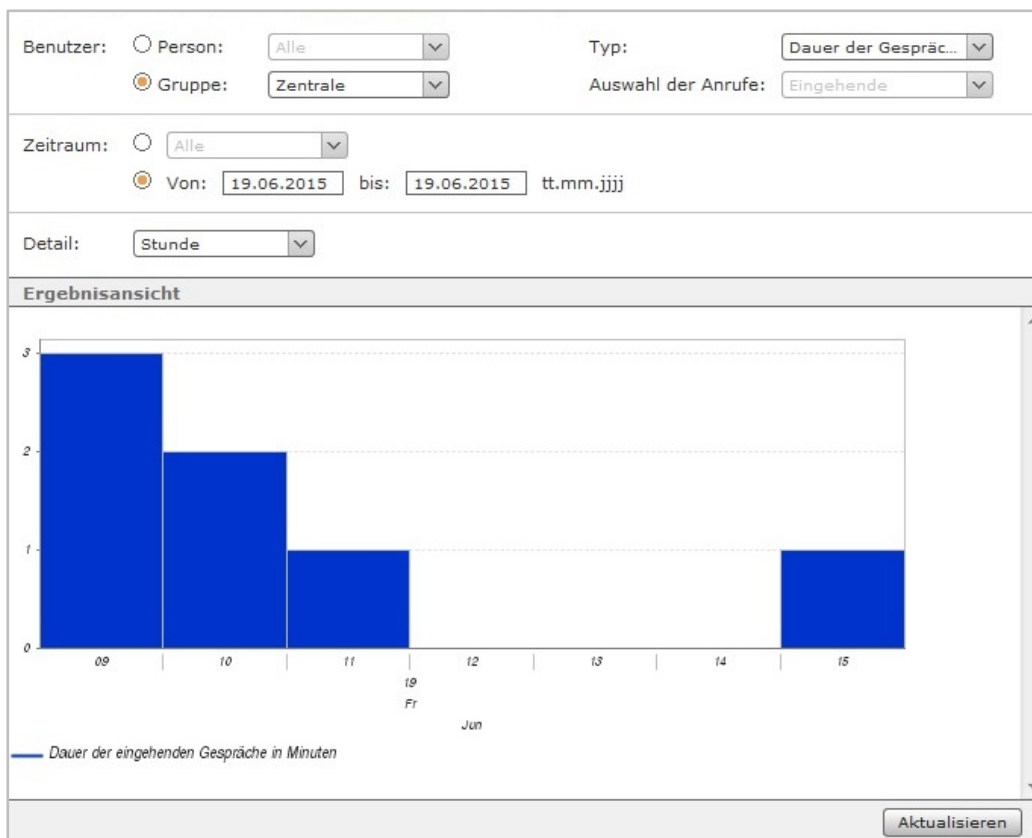 Benutzer: Person: Alle Typ: Dauer der Gespräc...
Gruppe: Zentrale Auswahl der Anrufe: Eingehende
Zeitraum: Alle
Von: 19.06.2015 bis: 19.06.2015 tt.mm.jjjj
Detail: Stunde
Ergebnisansicht
3
2
1
0
09 10 11 12 13 14 15
19
Fr
Jun
Dauer der eingehenden Gespräche in Minuten
Aktualisieren